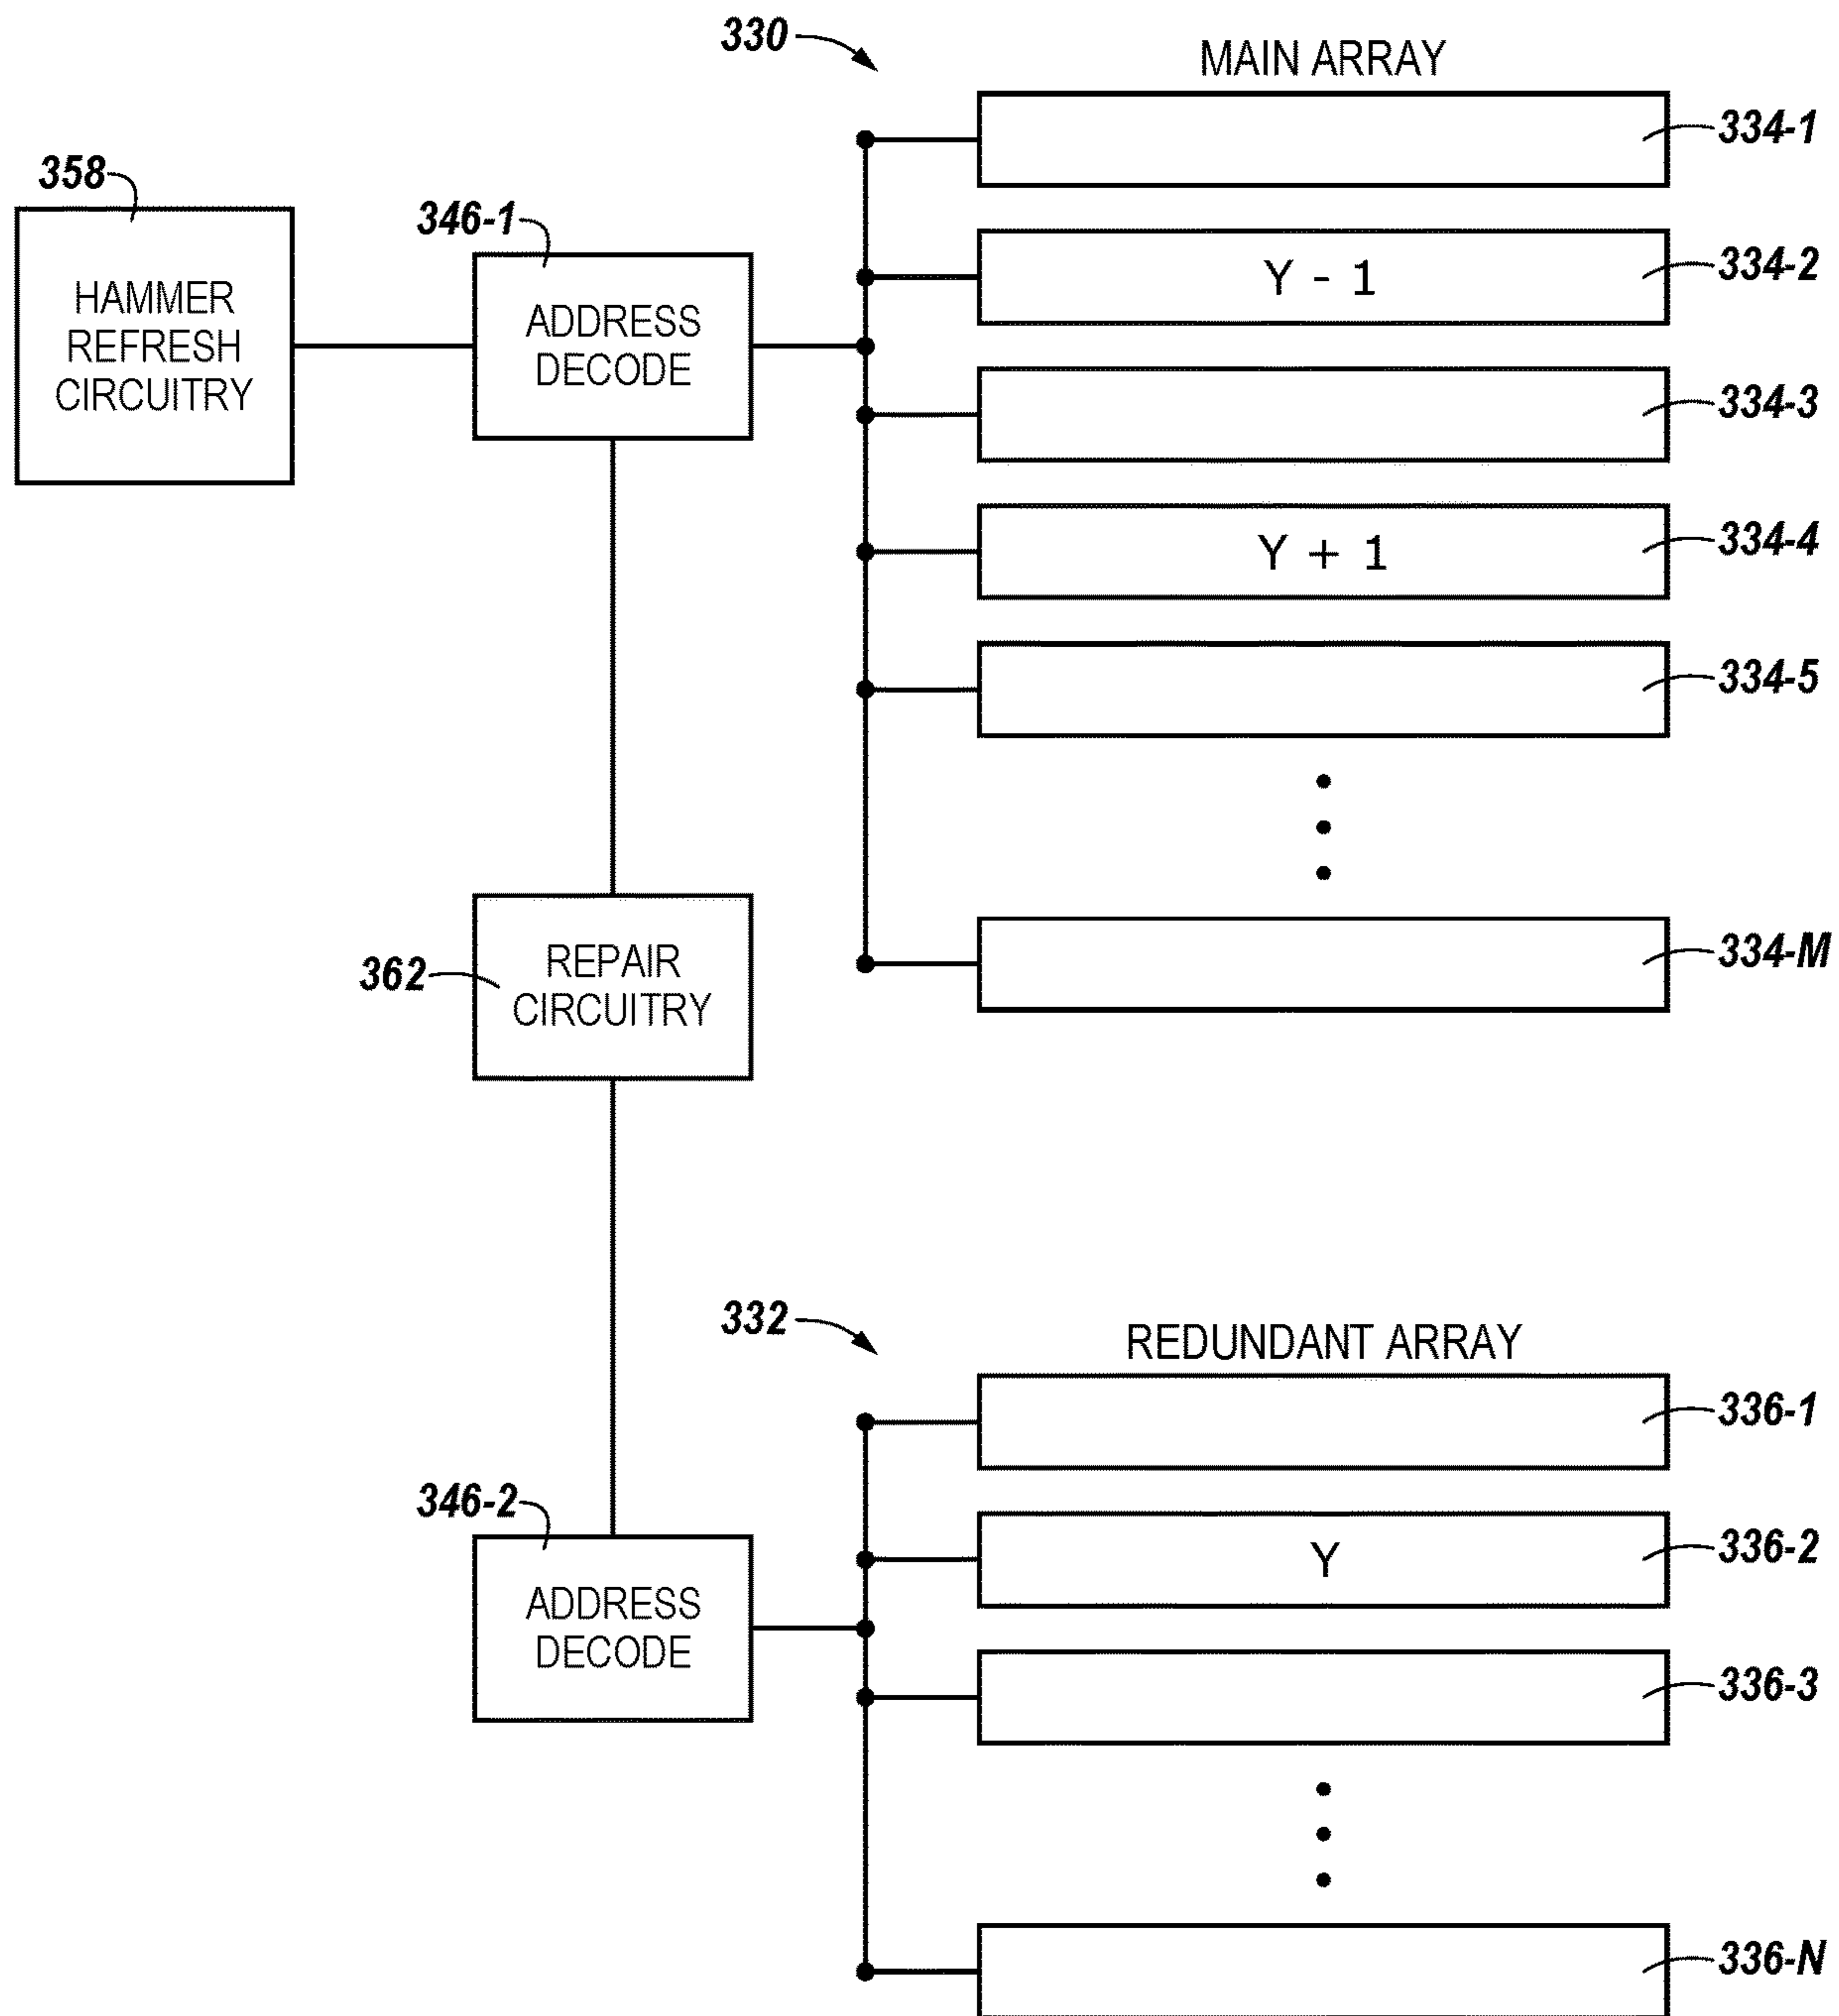 330
MAIN ARRAY
334-1
358
346-1
334-2
Y - 1
HAMMER
REFRESH
CIRCUITRY
ADDRESS
DECODE
334-3
334-4
Y + 1
334-5
362
REPAIR
CIRCUITRY
334-M
332
REDUNDANT ARRAY
336-1
346-2
336-2
Y
ADDRESS
DECODE
336-3
336-N